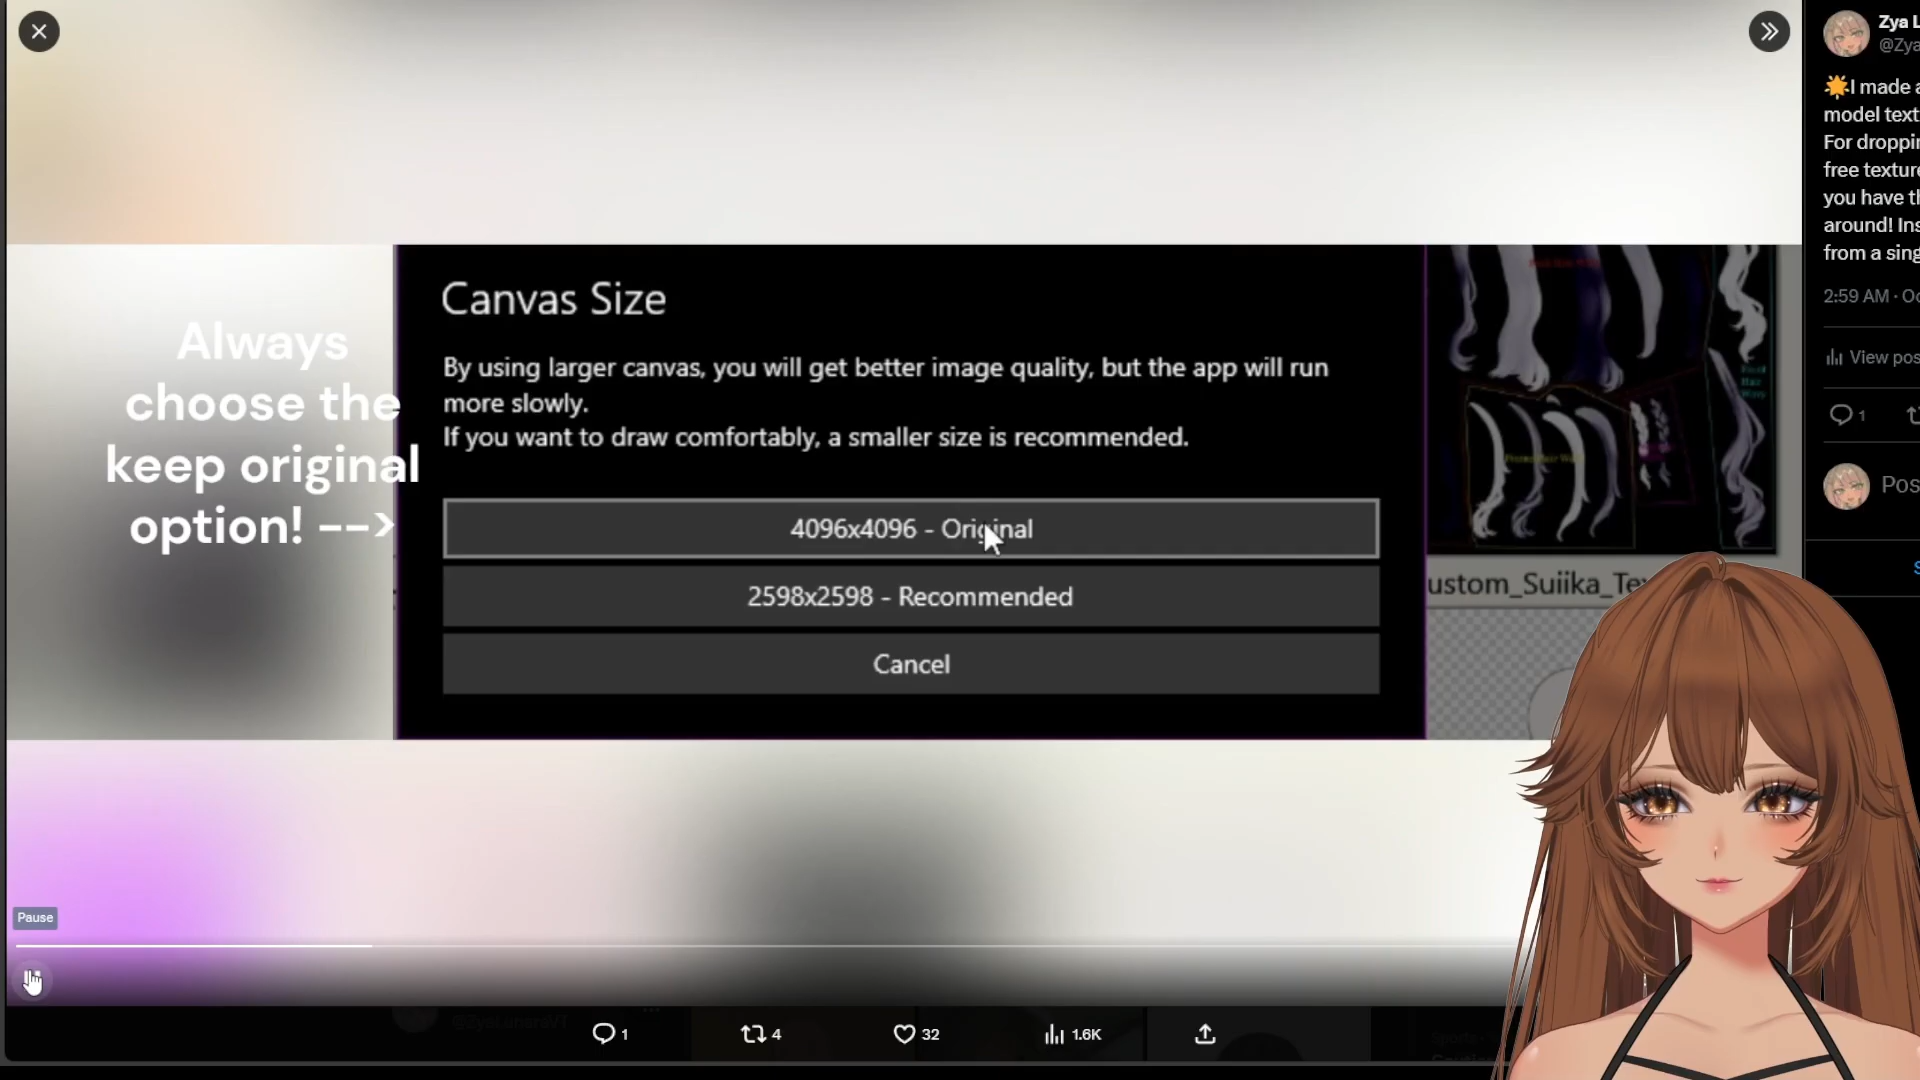 Zya L
@Zya
🌟I made a
model text
For droppin
free texture
you have th
around! Ins
from a sing
2:59 AM · Oc
View pos
1
Pos
Always
choose the
keep original
option! -->
Canvas Size
By using larger canvas, you will get better image quality, but the app will run
more slowly.
If you want to draw comfortably, a smaller size is recommended.
4096x4096 - Original
2598x2598 - Recommended
Cancel
ustom_Suiika_Te
Pause
1
4
32
1.6K